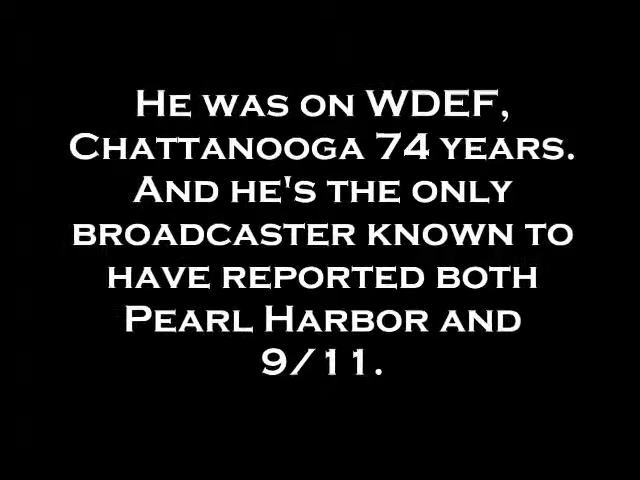 He was on WDEF,
Chattanooga 74 years.
And he's the only
broadcaster known to
have reported both
Pearl Harbor and
9/11.